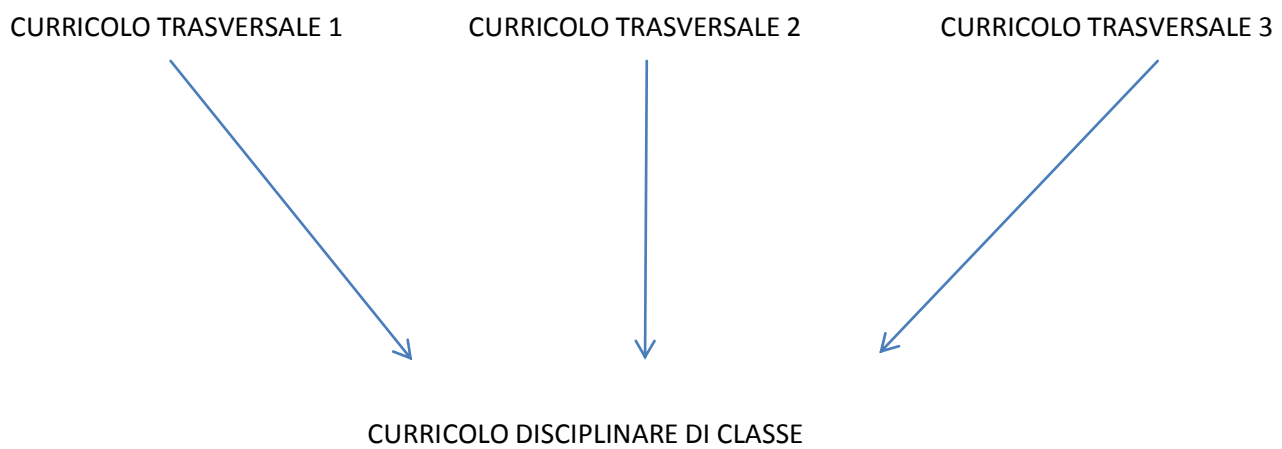 CURRICOLO TRASVERSALE 1
CURRICOLO TRASVERSALE 2
CURRICOLO TRASVERSALE 3
CURRICOLO DISCIPLINARE DI CLASSE